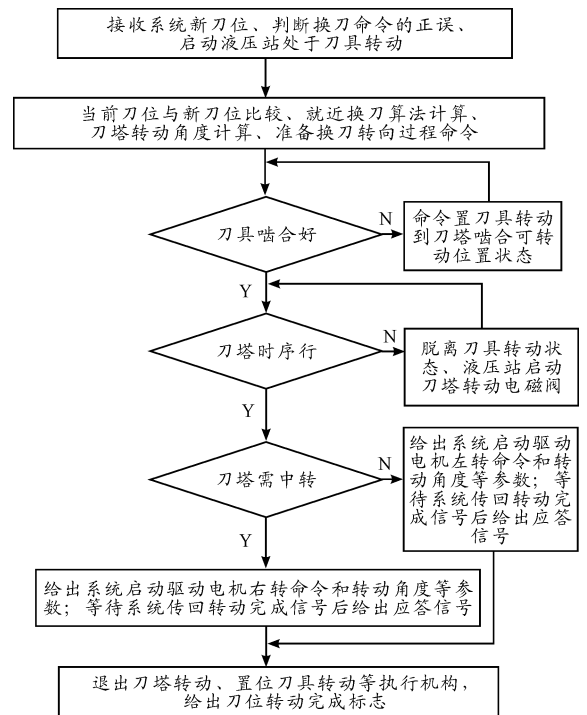 接收系统新刀位、判断换刀命令的正误、
启动液压站处于刀具转动
当前刀位与新刀位比较、就近换刀算法计算、
刀塔转动角度计算、准备换刀转向过程命令
刀具啮合好
N
命令置刀具转动
到刀塔啮合可转
动位置状态
Y
刀塔时序行
N
脱离刀具转动状
态、液压站启动
刀塔转动电磁阀
Y
刀塔需中转
N
给出系统启动驱动
电机左转命令和转
动角度等参数；等
待系统传回转动完
成信号后给出应答
信号
Y
给出系统启动驱动电机右转命令和转动角度等参
数；等待系统传回转动完成信号后给出应答信号
退出刀塔转动、置位刀具转动等执行机构，
给出刀位转动完成标志